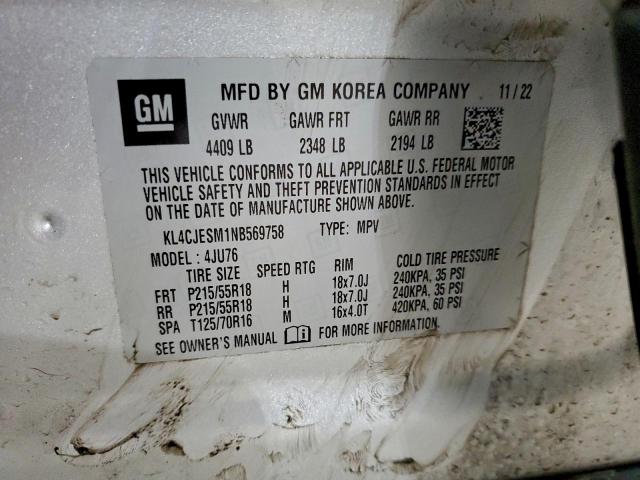 GM MFD BY GM KOREA COMPANY 11 / 22
GVWR GAWR FRT GAWR RR
4409 LB 2348 LB 2194 LB
THIS VEHICLE CONFORMS TO ALL APPLICABLE U.S. FEDERAL MOTOR
VEHICLE SAFETY AND THEFT PREVENTION STANDARDS IN EFFECT
ON THE DATE OF MANUFACTURE SHOWN ABOVE.
KL4CJESM1NB569758 TYPE: MPV
MODEL : 4JU76
TIRE SIZE SPEED RTG RIM COLD TIRE PRESSURE
FRT P215/55R18 H 18x7.0J 240KPA, 35 PSI
RR P215/55R18 H 18x7.0J 240KPA, 35 PSI
SPA T125/70R16 M 16x4.0T 420KPA, 60 PSI
SEE OWNER'S MANUAL FOR MORE INFORMATION.